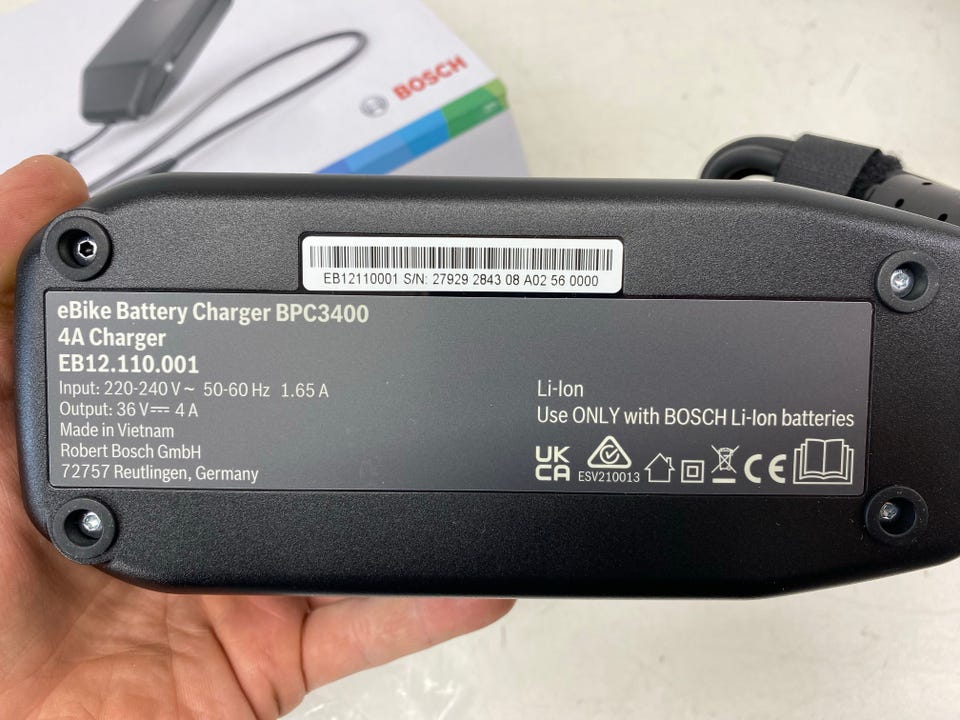 BOSCH
EB12110001 S/N: 27929 2843 08 A02 56 0000
eBike Battery Charger BPC3400
4A Charger
EB12.110.001
Input: 220-240 V ~ 50-60 Hz 1.65 A
Output: 36 V⎓ 4 A
Made in Vietnam
Robert Bosch GmbH
72757 Reutlingen, Germany
Li-Ion
Use ONLY with BOSCH Li-Ion batteries
UK
CA
ESV210013
CE